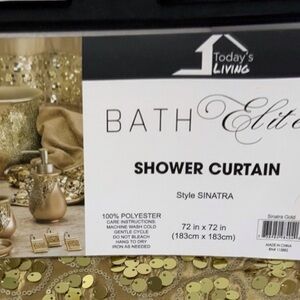 Today's
LIVING
BATH Elite
SHOWER CURTAIN
Style SINATRA
100% POLYESTER
CARE INSTRUCTIONS:
MACHINE WASH COLD
GENTLE CYCLE
DO NOT BLEACH
HANG TO DRY
IRON AS NEEDED
72 in x 72 in
(183cm x 183cm)
Sinatra Gold
MADE IN CHINA